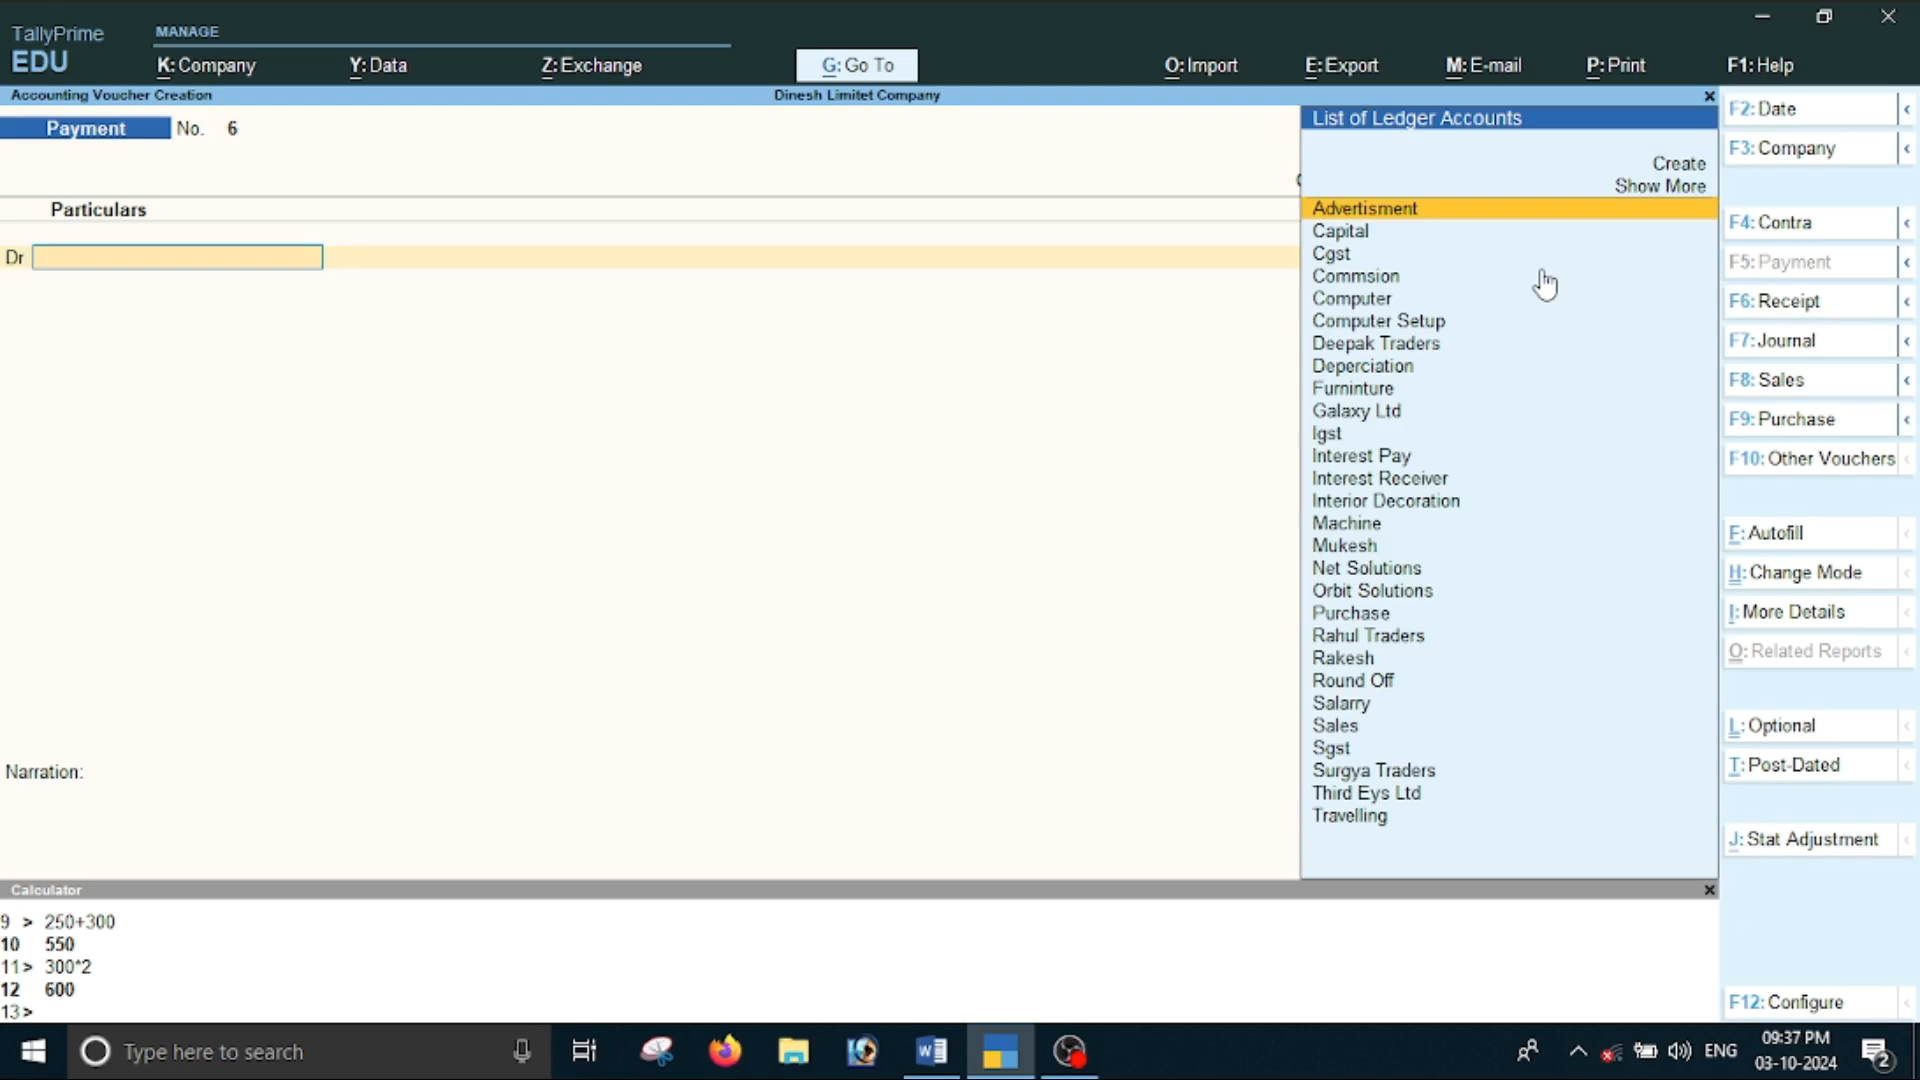 TallyPrime
EDU
MANAGE
K: Company
Y: Data
Z: Exchange
G: Go To
O: Import
E: Export
M: E-mail
P: Print
F1: Help
Accounting Voucher Creation
Dinesh Limitet Company
Payment No. 6
Particulars
Dr
Narration:
List of Ledger Accounts
Create
Show More
Advertisment
Capital
Cgst
Commsion
Computer
Computer Setup
Deepak Traders
Deperciation
Furninture
Galaxy Ltd
Igst
Interest Pay
Interest Receiver
Interior Decoration
Machine
Mukesh
Net Solutions
Orbit Solutions
Purchase
Rahul Traders
Rakesh
Round Off
Salarry
Sales
Sgst
Surgya Traders
Third Eys Ltd
Travelling
F2: Date
F3: Company
F4: Contra
F5: Payment
F6: Receipt
F7: Journal
F8: Sales
F9: Purchase
F10: Other Vouchers
F: Autofill
H: Change Mode
I: More Details
O: Related Reports
L: Optional
T: Post-Dated
J: Stat Adjustment
F12: Configure
Calculator
9 > 250+300
10 550
11> 300*2
12 600
13>
Type here to search
ENG
09:37 PM
03-10-2024
2